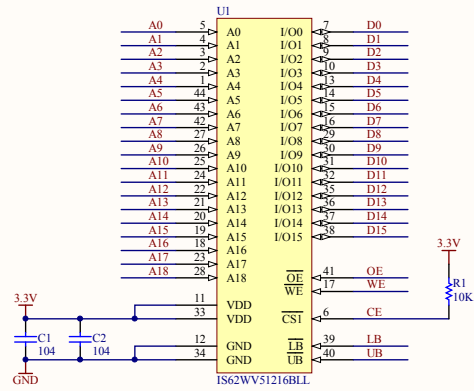 U1
A0 5 A0 I/O0 7 D0
A1 4 A1 I/O1 8 D1
A2 3 A2 I/O2 9 D2
A3 2 A3 I/O3 10 D3
A4 1 A4 I/O4 13 D4
A5 44 A5 I/O5 14 D5
A6 43 A6 I/O6 15 D6
A7 42 A7 I/O7 16 D7
A8 27 A8 I/O8 29 D8
A9 26 A9 I/O9 30 D9
A10 25 A10 I/O10 31 D10
A11 24 A11 I/O11 32 D11
A12 22 A12 I/O12 35 D12
A13 21 A13 I/O13 36 D13
A14 20 A14 I/O14 37 D14
A15 19 A15 I/O15 38 D15
A16 18 A16
A17 23 A17
A18 28 A18
OE 41 OE
WE 17 WE
3.3V
R1
10K
3.3V
11 VDD
33 VDD CS1 6 CE
C1
104
C2
104
12 GND LB 39 LB
34 GND UB 40 UB
GND
IS62WV51216BLL